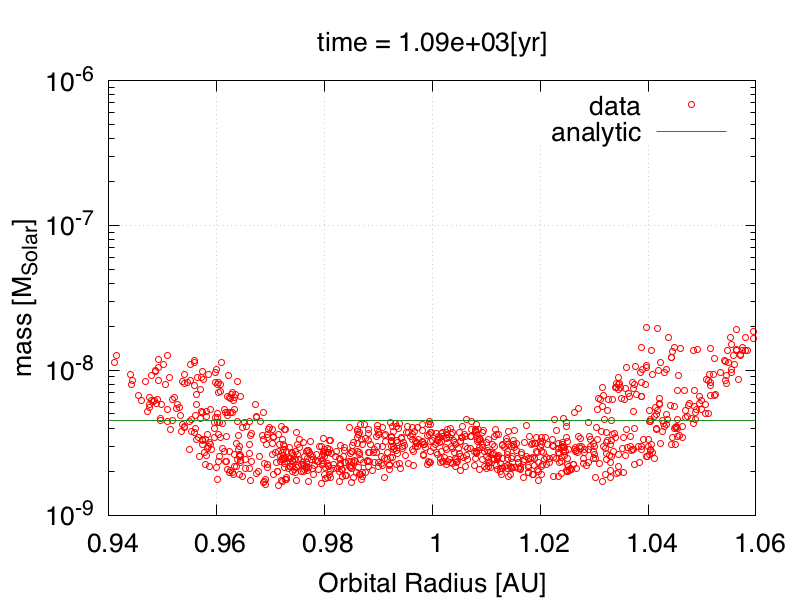 time = 1.09e+03[yr]
10^-6
data
analytic
10^-7
10^-8
10^-9
mass [M_Solar]
0.94 0.96 0.98 1 1.02 1.04 1.06
Orbital Radius [AU]